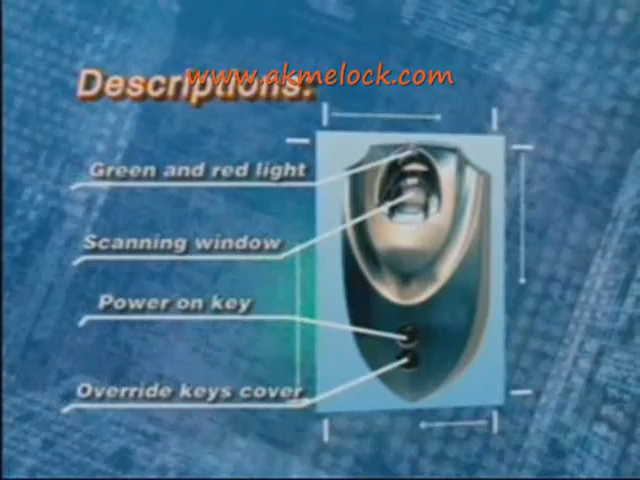 www.akmelock.com
Descriptions:
Green and red light
Scanning window
Power on key
Override keys cover